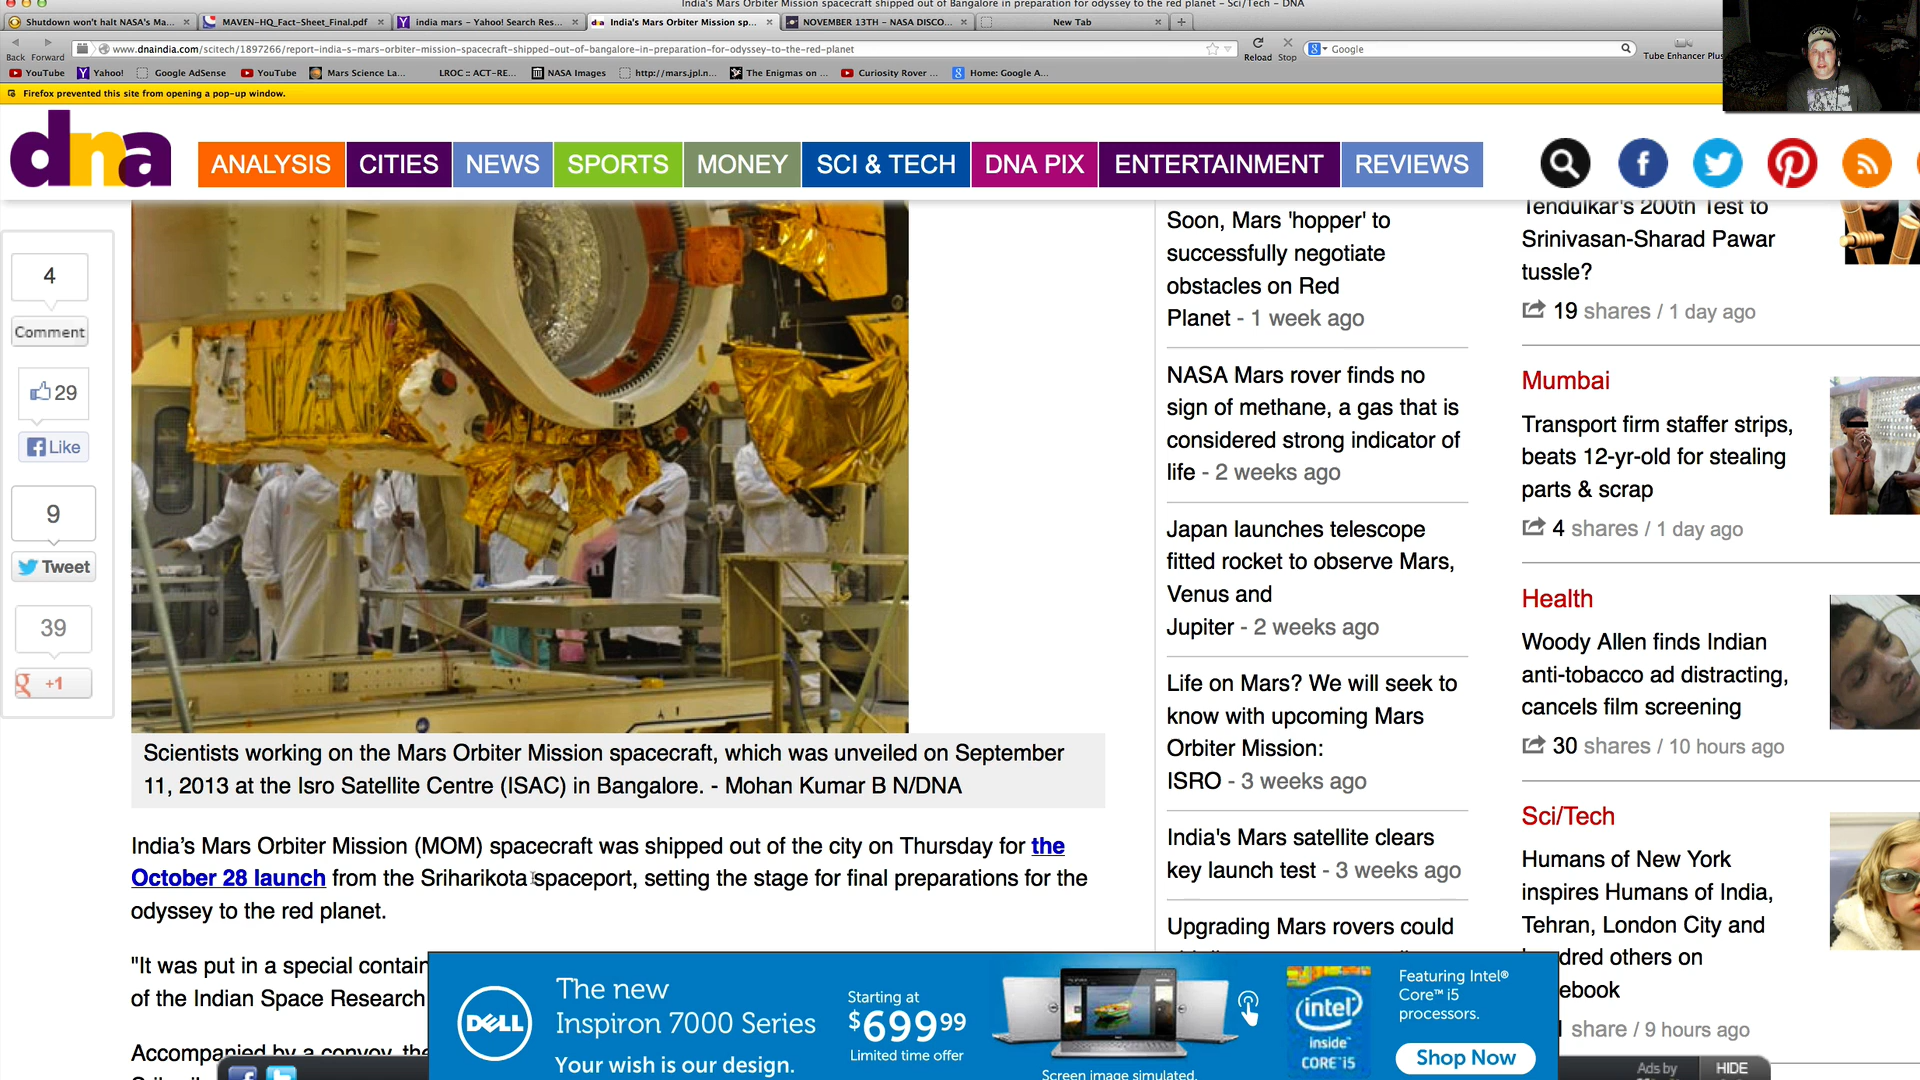 India's Mars Orbiter Mission spacecraft shipped out of Bangalore in preparation for odyssey to the red planet – Sci/Tech – DNA
Shutdown won't halt NASA's Ma...
MAVEN-HQ_Fact-Sheet_Final.pdf
india mars – Yahoo! Search Res...
India's Mars Orbiter Mission sp...
NOVEMBER 13TH – NASA DISCO...
New Tab
Back Forward
www.dnaindia.com/scitech/1897266/report-india-s-mars-orbiter-mission-spacecraft-shipped-out-of-bangalore-in-preparation-for-odyssey-to-the-red-planet
Reload Stop
Google
Tube Enhancer Plus
YouTube
Yahoo!
Google AdSense
YouTube
Mars Science La...
LROC :: ACT-RE...
NASA Images
http://mars.jpl.n...
The Enigmas on ...
Curiosity Rover ...
Home: Google A...
Firefox prevented this site from opening a pop-up window.
dna
ANALYSIS CITIES NEWS SPORTS MONEY SCI & TECH DNA PIX ENTERTAINMENT REVIEWS
4
Comment
29
Like
9
Tweet
39
+1
Scientists working on the Mars Orbiter Mission spacecraft, which was unveiled on September
11, 2013 at the Isro Satellite Centre (ISAC) in Bangalore. - Mohan Kumar B N/DNA
India's Mars Orbiter Mission (MOM) spacecraft was shipped out of the city on Thursday for the
October 28 launch from the Sriharikota spaceport, setting the stage for final preparations for the
odyssey to the red planet.
"It was put in a special contain
of the Indian Space Research
Accompanied by a convoy, the
Soon, Mars 'hopper' to
successfully negotiate
obstacles on Red
Planet - 1 week ago
NASA Mars rover finds no
sign of methane, a gas that is
considered strong indicator of
life - 2 weeks ago
Japan launches telescope
fitted rocket to observe Mars,
Venus and
Jupiter - 2 weeks ago
Life on Mars? We will seek to
know with upcoming Mars
Orbiter Mission:
ISRO - 3 weeks ago
India's Mars satellite clears
key launch test - 3 weeks ago
Upgrading Mars rovers could
Tendulkar's 200th Test to
Srinivasan-Sharad Pawar
tussle?
19 shares / 1 day ago
Mumbai
Transport firm staffer strips,
beats 12-yr-old for stealing
parts & scrap
4 shares / 1 day ago
Health
Woody Allen finds Indian
anti-tobacco ad distracting,
cancels film screening
30 shares / 10 hours ago
Sci/Tech
Humans of New York
inspires Humans of India,
Tehran, London City and
dred others on
ebook
1 share / 9 hours ago
DELL
The new
Inspiron 7000 Series
Your wish is our design.
Starting at
$699.99
Limited time offer
Screen image simulated.
intel
inside
CORE i5
Featuring Intel®
Core™ i5
processors.
Shop Now
Ads by
HIDE